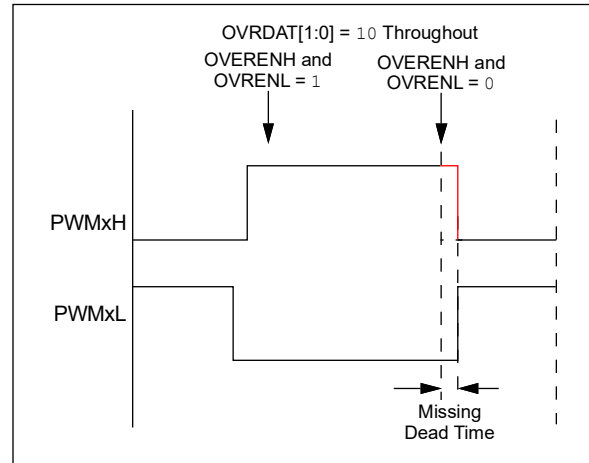 OVRDAT[1:0] = 10 Throughout
OVERENH and
OVRENL = 1
OVERENH and
OVRENL = 0
PWMxH
PWMxL
Missing
Dead Time